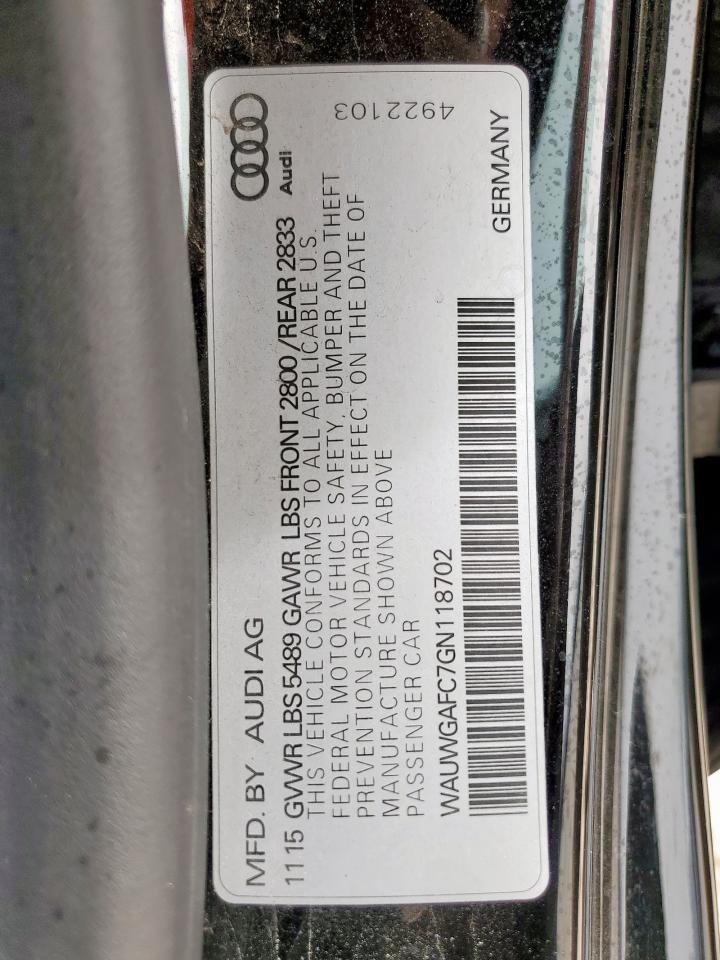 MFD. BY AUDI AG
Audi
11 15 GVWR LBS 5489 GAWR LBS FRONT 2800 / REAR 2833
THIS VEHICLE CONFORMS TO ALL APPLICABLE U.S.
FEDERAL MOTOR VEHICLE SAFETY, BUMPER AND THEFT
PREVENTION STANDARDS IN EFFECT ON THE DATE OF
MANUFACTURE SHOWN ABOVE
PASSENGER CAR
4922103
WAUWGAFC7GN118702
GERMANY